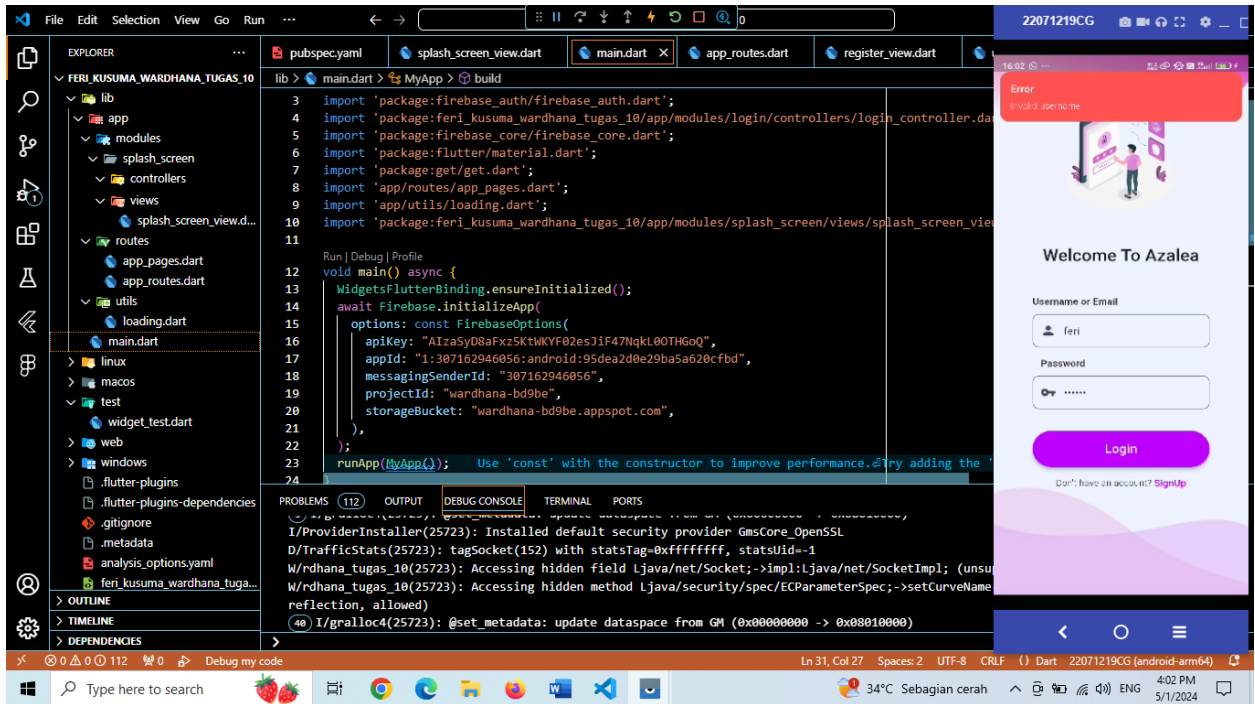 File Edit Selection View Go Run ···
EXPLORER ···
FERI_KUSUMA_WARDHANA_TUGAS_10
lib
app
modules
splash_screen
controllers
views
splash_screen_view.d...
routes
app_pages.dart
app_routes.dart
utils
loading.dart
main.dart
linux
macos
test
widget_test.dart
web
windows
.flutter-plugins
.flutter-plugins-dependencies
.gitignore
.metadata
analysis_options.yaml
feri_kusuma_wardhana_tuga...
OUTLINE
TIMELINE
DEPENDENCIES
pubspec.yaml splash_screen_view.dart main.dart app_routes.dart register_view.dart
lib > main.dart > MyApp > build
3 import 'package:firebase_auth/firebase_auth.dart';
4 import 'package:feri_kusuma_wardhana_tugas_10/app/modules/login/controllers/login_controller.da
5 import 'package:firebase_core/firebase_core.dart';
6 import 'package:flutter/material.dart';
7 import 'package:get/get.dart';
8 import 'app/routes/app_pages.dart';
9 import 'app/utils/loading.dart';
10 import 'package:feri_kusuma_wardhana_tugas_10/app/modules/splash_screen/views/splash_screen_vie
11
Run | Debug | Profile
12 void main() async {
13 WidgetsFlutterBinding.ensureInitialized();
14 await Firebase.initializeApp(
15 options: const FirebaseOptions(
16 apiKey: "AIzaSyD8aFxz5KtWKYF02esJiF47NqkL0OTHGoQ",
17 appId: "1:307162946056:android:95dea2d0e29ba5a620cfbd",
18 messagingSenderId: "307162946056",
19 projectId: "wardhana-bd9be",
20 storageBucket: "wardhana-bd9be.appspot.com",
21 ),
22 );
23 runApp(MyApp()); Use 'const' with the constructor to improve performance.⏎Try adding the '
24 }
PROBLEMS 112 OUTPUT DEBUG CONSOLE TERMINAL PORTS
I/gralloc4(25723): @set_metadata: update dataspace from GM (0x00000000 -> 0x08010000)
I/ProviderInstaller(25723): Installed default security provider GmsCore_OpenSSL
D/TrafficStats(25723): tagSocket(152) with statsTag=0xffffffff, statsUid=-1
W/rdhana_tugas_10(25723): Accessing hidden field Ljava/net/Socket;->impl:Ljava/net/SocketImpl; (unsup
W/rdhana_tugas_10(25723): Accessing hidden method Ljava/security/spec/ECParameterSpec;->setCurveName
reflection, allowed)
40 I/gralloc4(25723): @set_metadata: update dataspace from GM (0x00000000 -> 0x08010000)
22071219CG
16:02
Error
Invalid username
Welcome To Azalea
Username or Email
feri
Password
······
Login
Don't have an account? SignUp
0 0 112 0 Debug my code
Ln 31, Col 27 Spaces: 2 UTF-8 CRLF {} Dart 22071219CG (android-arm64)
Type here to search
34°C Sebagian cerah
ENG
4:02 PM
5/1/2024